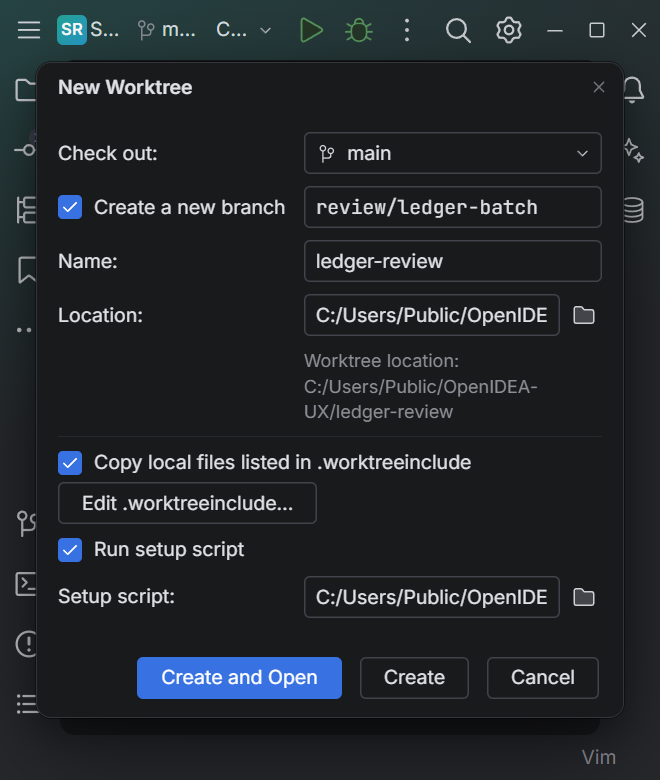 SR S... m... C...
New Worktree
Check out: main
Create a new branch review/ledger-batch
Name: ledger-review
Location: C:/Users/Public/OpenIDE
Worktree location:
C:/Users/Public/OpenIDEA-
UX/ledger-review
Copy local files listed in .worktreeinclude
Edit .worktreeinclude...
Run setup script
Setup script: C:/Users/Public/OpenIDE
Create and Open Create Cancel
Vim